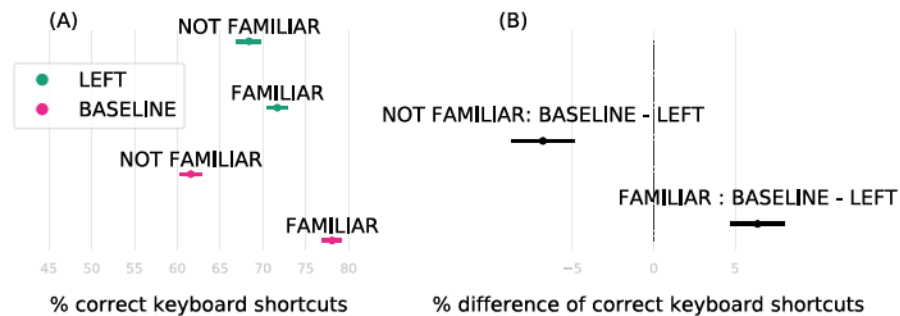 (A)
NOT FAMILIAR
LEFT
BASELINE
FAMILIAR
NOT FAMILIAR
FAMILIAR
45 50 55 60 65 70 75 80
% correct keyboard shortcuts
(B)
NOT FAMILIAR: BASELINE - LEFT
FAMILIAR : BASELINE - LEFT
−5 0 5
% difference of correct keyboard shortcuts